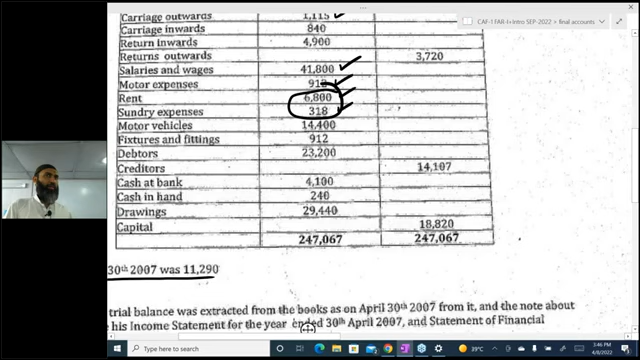 CAF-1 FAR-I+Intro SEP-2022 > final accounts
Carriage outwards 1,115
Carriage inwards 840
Return inwards 4,900
Returns outwards 3,720
Salaries and wages 41,800
Motor expenses 912
Rent 6,800
Sundry expenses 318
Motor vehicles 14,400
Fixtures and fittings 912
Debtors 23,200
Creditors 14,107
Cash at bank 4,100
Cash in hand 240
Drawings 29,440
Capital 18,820
247,067 247,067
30th 2007 was 11,290
trial balance was extracted from the books as on April 30th 2007 from it, and the note about
his Income Statement for the year ended 30th April 2007, and Statement of Financial
Type here to search
39°C
3:46 PM
4/8/2022